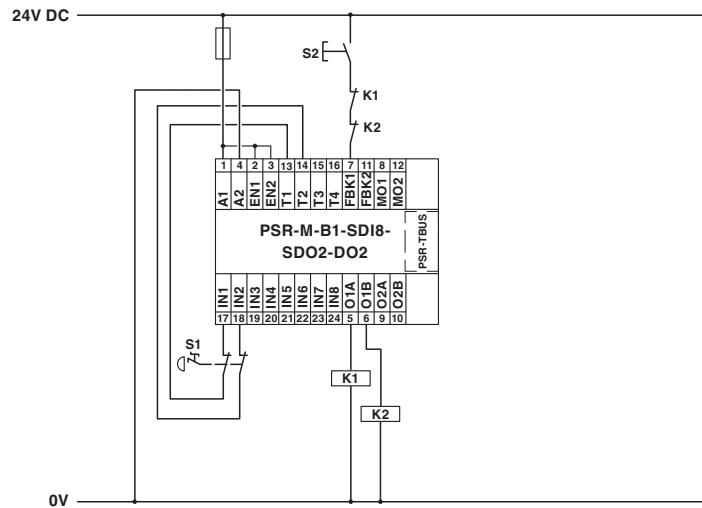 24V DC
S2
K1
K2
1 4 2 3 13 14 15 16 7 11 8 12
A1 A2 EN1 EN2 T1 T2 T3 T4 FBK1 FBK2 MO1 MO2
PSR-M-B1-SDI8-
SDO2-DO2
PSR-TBUS
IN1 IN2 IN3 IN4 IN5 IN6 IN7 IN8 O1A O1B O2A O2B
17 18 19 20 21 22 23 24 5 6 9 10
S1
K1
K2
0V